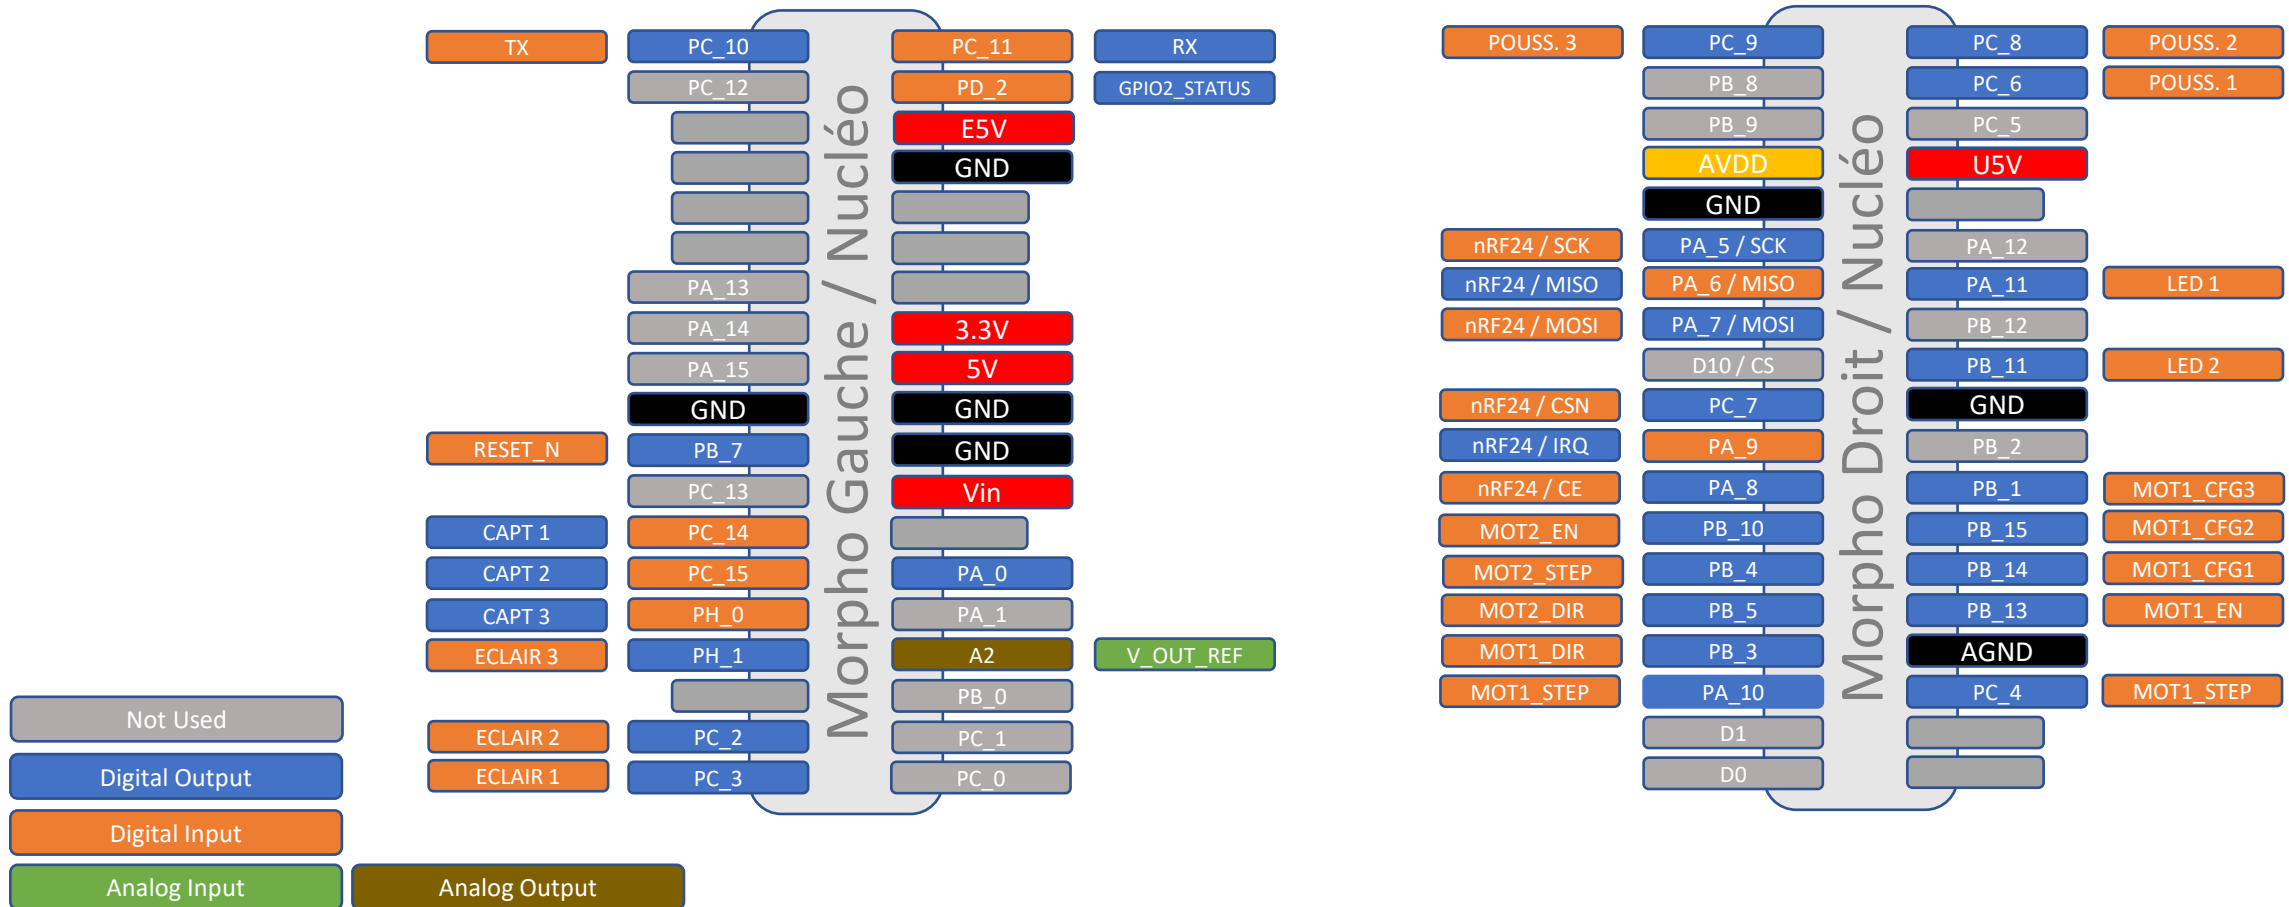 TX PC_10 PC_11 RX
PC_12 PD_2 GPIO2_STATUS
E5V
GND
PA_13
PA_14 3.3V
PA_15 5V
GND GND
RESET_N PB_7 GND
PC_13 Vin
CAPT 1 PC_14
CAPT 2 PC_15 PA_0
CAPT 3 PH_0 PA_1
ECLAIR 3 PH_1 A2 V_OUT_REF
PB_0
ECLAIR 2 PC_2 PC_1
ECLAIR 1 PC_3 PC_0
Morpho Gauche / Nucléo
POUSS. 3 PC_9 PC_8 POUSS. 2
PB_8 PC_6 POUSS. 1
PB_9 PC_5
AVDD U5V
GND
nRF24 / SCK PA_5 / SCK PA_12
nRF24 / MISO PA_6 / MISO PA_11 LED 1
nRF24 / MOSI PA_7 / MOSI PB_12
D10 / CS PB_11 LED 2
nRF24 / CSN PC_7 GND
nRF24 / IRQ PA_9 PB_2
nRF24 / CE PA_8 PB_1 MOT1_CFG3
MOT2_EN PB_10 PB_15 MOT1_CFG2
MOT2_STEP PB_4 PB_14 MOT1_CFG1
MOT2_DIR PB_5 PB_13 MOT1_EN
MOT1_DIR PB_3 AGND
MOT1_STEP PA_10 PC_4 MOT1_STEP
D1
D0
Morpho Droit / Nucléo
Not Used
Digital Output
Digital Input
Analog Input Analog Output